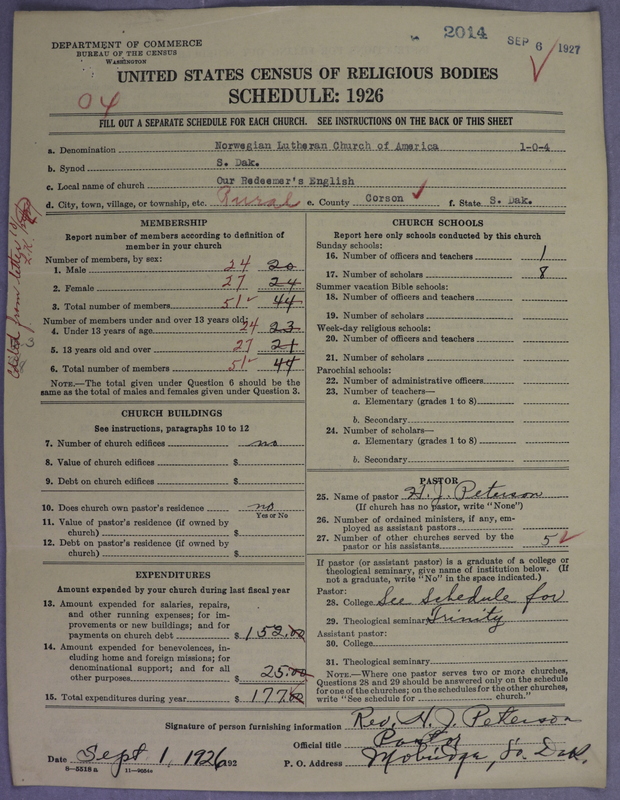 DEPARTMENT OF COMMERCE
BUREAU OF THE CENSUS
WASHINGTON
2014 SEP 6 1927
UNITED STATES CENSUS OF RELIGIOUS BODIES
SCHEDULE: 1926
04
FILL OUT A SEPARATE SCHEDULE FOR EACH CHURCH. SEE INSTRUCTIONS ON THE BACK OF THIS SHEET
a. Denomination Norwegian Lutheran Church of America 1-0-4
b. Synod S. Dak.
c. Local name of church Our Redeemer's English
d. City, town, village, or township, etc. Rural e. County Corson f. State S. Dak.
Edited from letter
MEMBERSHIP
Report number of members according to definition of
member in your church
Number of members, by sex:
1. Male 24 20
2. Female 27 24
3. Total number of members 51 44
Number of members under and over 13 years old:
4. Under 13 years of age 24 23
5. 13 years old and over 27 21
6. Total number of members 51 44
NOTE.—The total given under Question 6 should be the
same as the total of males and females given under Question 3.
CHURCH BUILDINGS
See instructions, paragraphs 10 to 12
7. Number of church edifices no
8. Value of church edifices $
9. Debt on church edifices $
10. Does church own pastor's residence? no
Yes or No
11. Value of pastor's residence (if owned by
church) $
12. Debt on pastor's residence (if owned by
church) $
EXPENDITURES
Amount expended by your church during last fiscal year
13. Amount expended for salaries, repairs,
and other running expenses; for im-
provements or new buildings; and for
payments on church debt $152.00
14. Amount expended for benevolences, in-
cluding home and foreign missions; for
denominational support; and for all
other purposes $ 25.00
15. Total expenditures during year $177.00
CHURCH SCHOOLS
Report here only schools conducted by this church
Sunday schools:
16. Number of officers and teachers 1
17. Number of scholars 8
Summer vacation Bible schools:
18. Number of officers and teachers
19. Number of scholars
Week-day religious schools:
20. Number of officers and teachers
21. Number of scholars
Parochial schools:
22. Number of administrative officers
23. Number of teachers—
a. Elementary (grades 1 to 8)
b. Secondary
24. Number of scholars—
a. Elementary (grades 1 to 8)
b. Secondary
PASTOR
25. Name of pastor H. J. Peterson
(If church has no pastor, write "None")
26. Number of ordained ministers, if any, em-
ployed as assistant pastors
27. Number of other churches served by the
pastor or his assistants 5
If pastor (or assistant pastor) is a graduate of a college or
theological seminary, give name of institution below. (If
not a graduate, write "No" in the space indicated.)
Pastor:
28. College See Schedule for
29. Theological seminary Trinity
Assistant pastor:
30. College
31. Theological seminary
NOTE.—Where one pastor serves two or more churches,
Questions 28 and 29 should be answered only on the schedule
for one of the churches; on the schedules for the other churches,
write "See schedule for church."
Signature of person furnishing information Rev. H. J. Peterson
Official title Pastor
Date Sept 1, 1926 192 P. O. Address Mobridge, So. Dak.
8—5518 a 11—9554